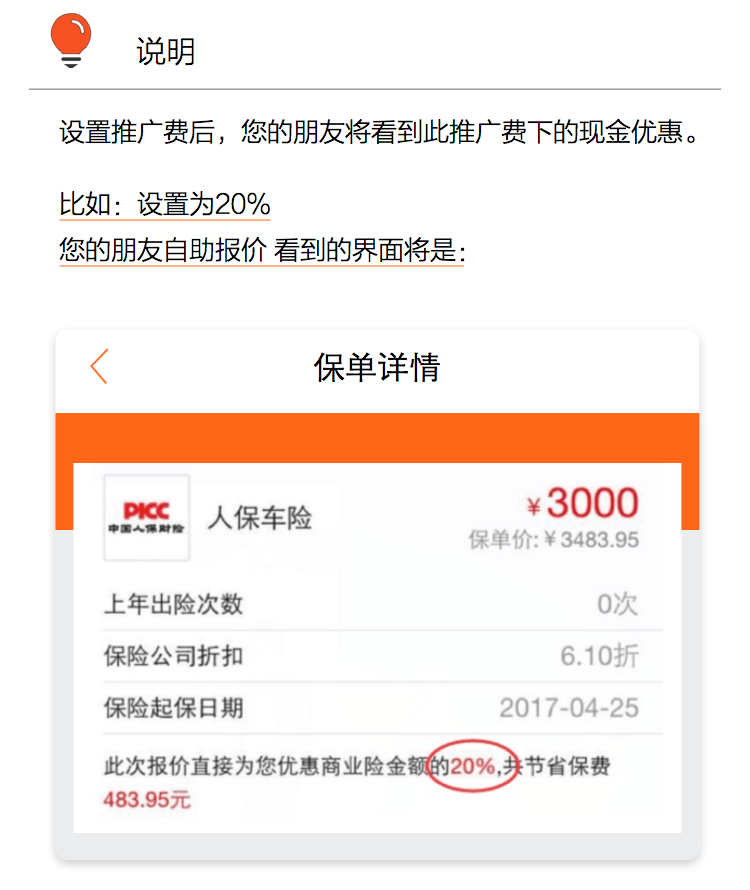 说明
设置推广费后，您的朋友将看到此推广费下的现金优惠。
比如：设置为20%
您的朋友自助报价 看到的界面将是：
保单详情
PICC
中国人保财险
人保车险
￥3000
保单价:￥3483.95
上年出险次数 0次
保险公司折扣 6.10折
保险起保日期 2017-04-25
此次报价直接为您优惠商业险金额的20%,共节省保费
483.95元